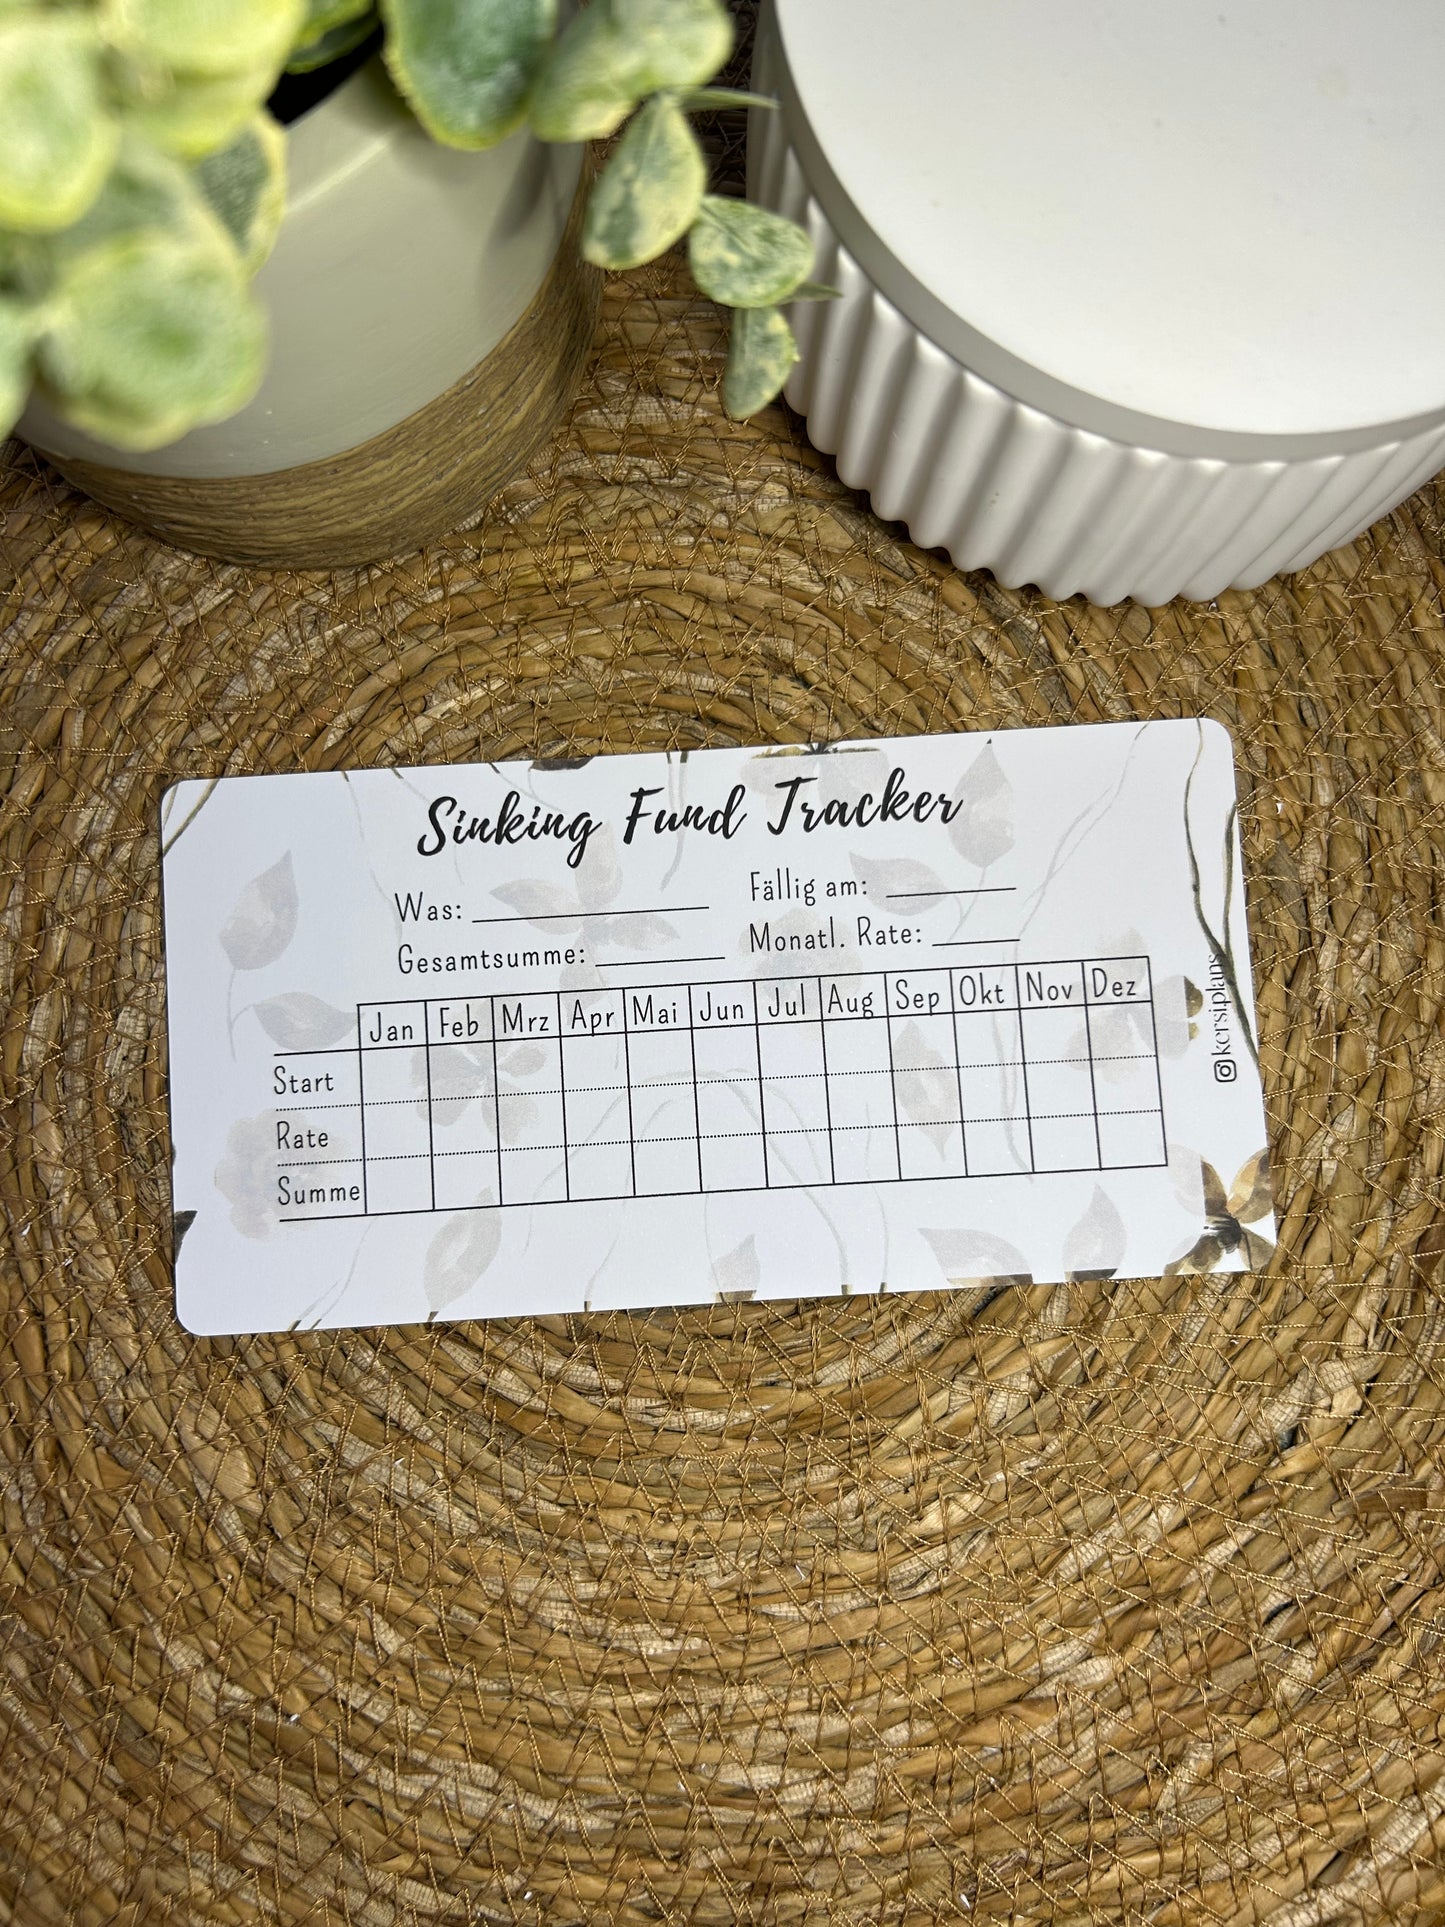 Sinking Fund Tracker
Was: Fällig am:
Gesamtsumme: Monatl. Rate:
Jan Feb Mrz Apr Mai Jun Jul Aug Sep Okt Nov Dez
Start
Rate
Summe
kersiplans